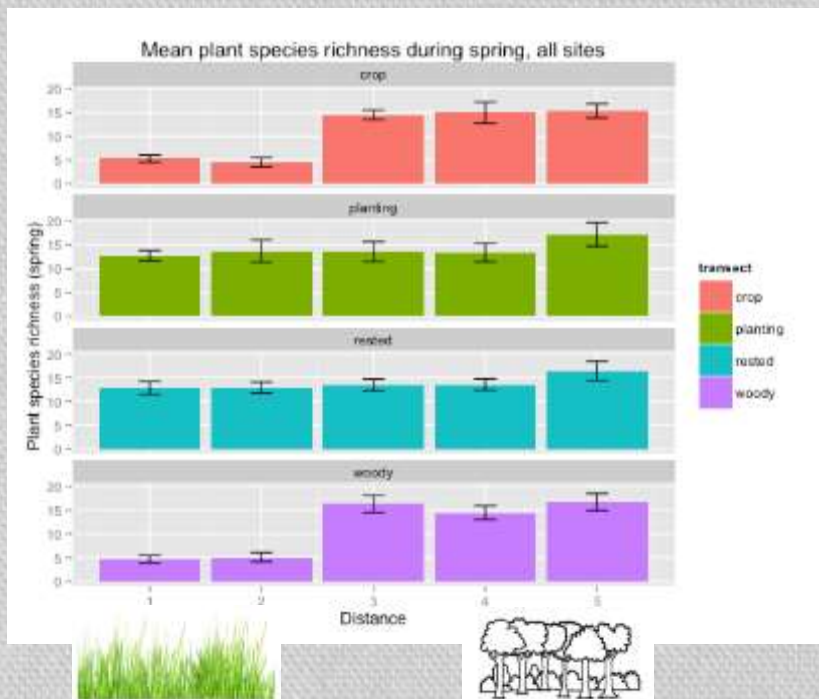 Mean plant species richness during spring, all sites
crop
20
15
10
5
0
planting
20
15
10
5
0
rested
20
15
10
5
0
woody
20
15
10
5
0
Plant species richness (spring)
1 2 3 4 5
Distance
transect
crop
planting
rested
woody